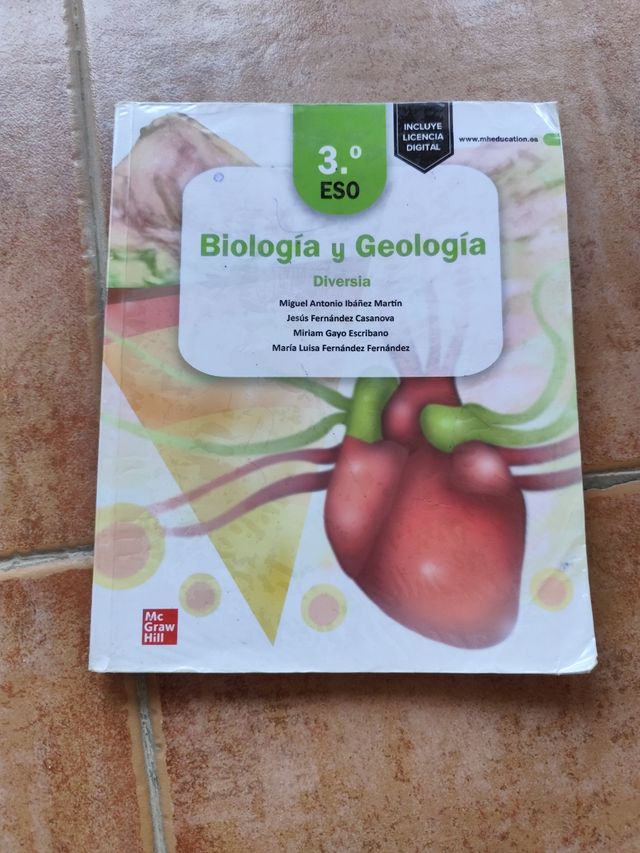 3.º
ESO
INCLUYE
LICENCIA
DIGITAL
www.mheducation.es
Biología y Geología
Diversia
Miguel Antonio Ibáñez Martín
Jesús Fernández Casanova
Miriam Gayo Escribano
María Luisa Fernández Fernández
Mc
Graw
Hill